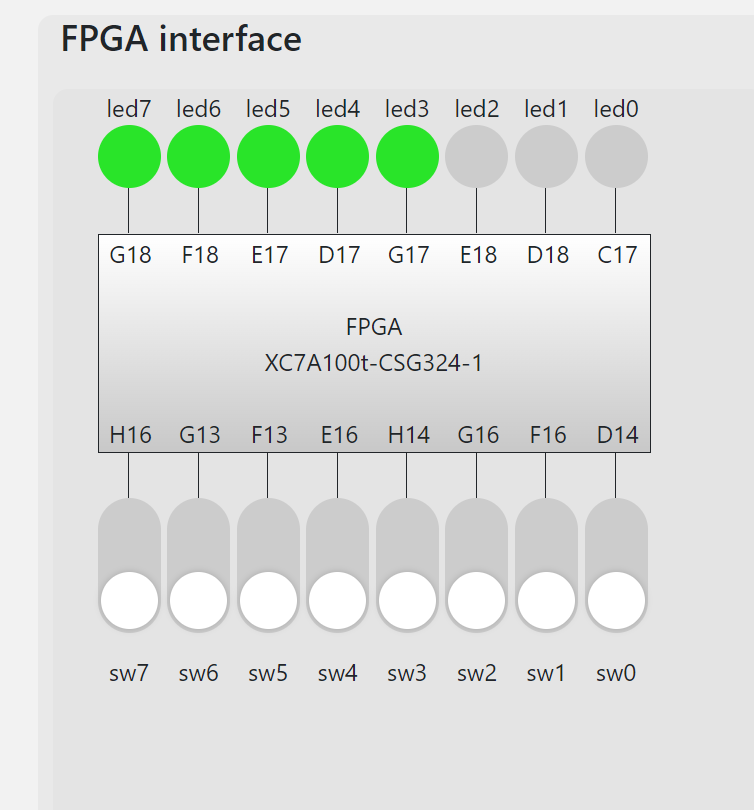 FPGA interface
led7 led6 led5 led4 led3 led2 led1 led0
G18 F18 E17 D17 G17 E18 D18 C17
FPGA
XC7A100t-CSG324-1
H16 G13 F13 E16 H14 G16 F16 D14
sw7 sw6 sw5 sw4 sw3 sw2 sw1 sw0